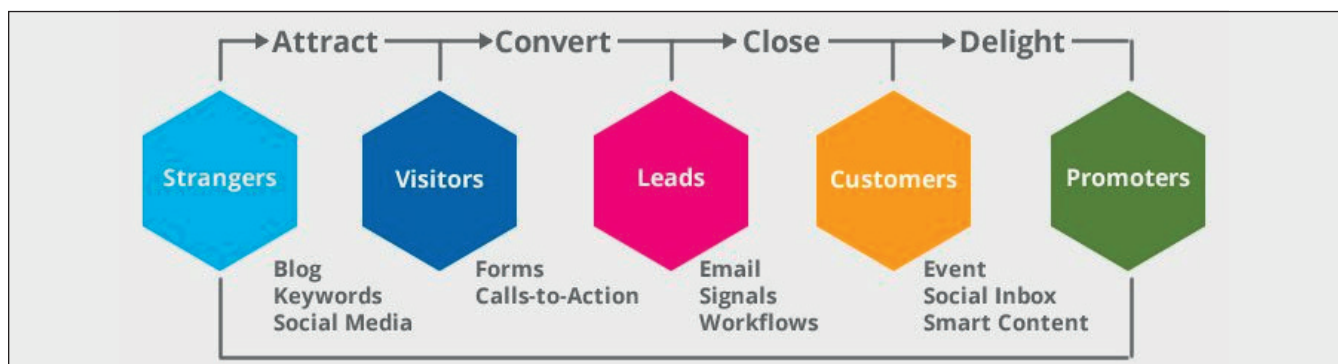 Attract Convert Close Delight
Strangers Visitors Leads Customers Promoters
Blog Forms Email Event
Keywords Calls-to-Action Signals Social Inbox
Social Media Workflows Smart Content